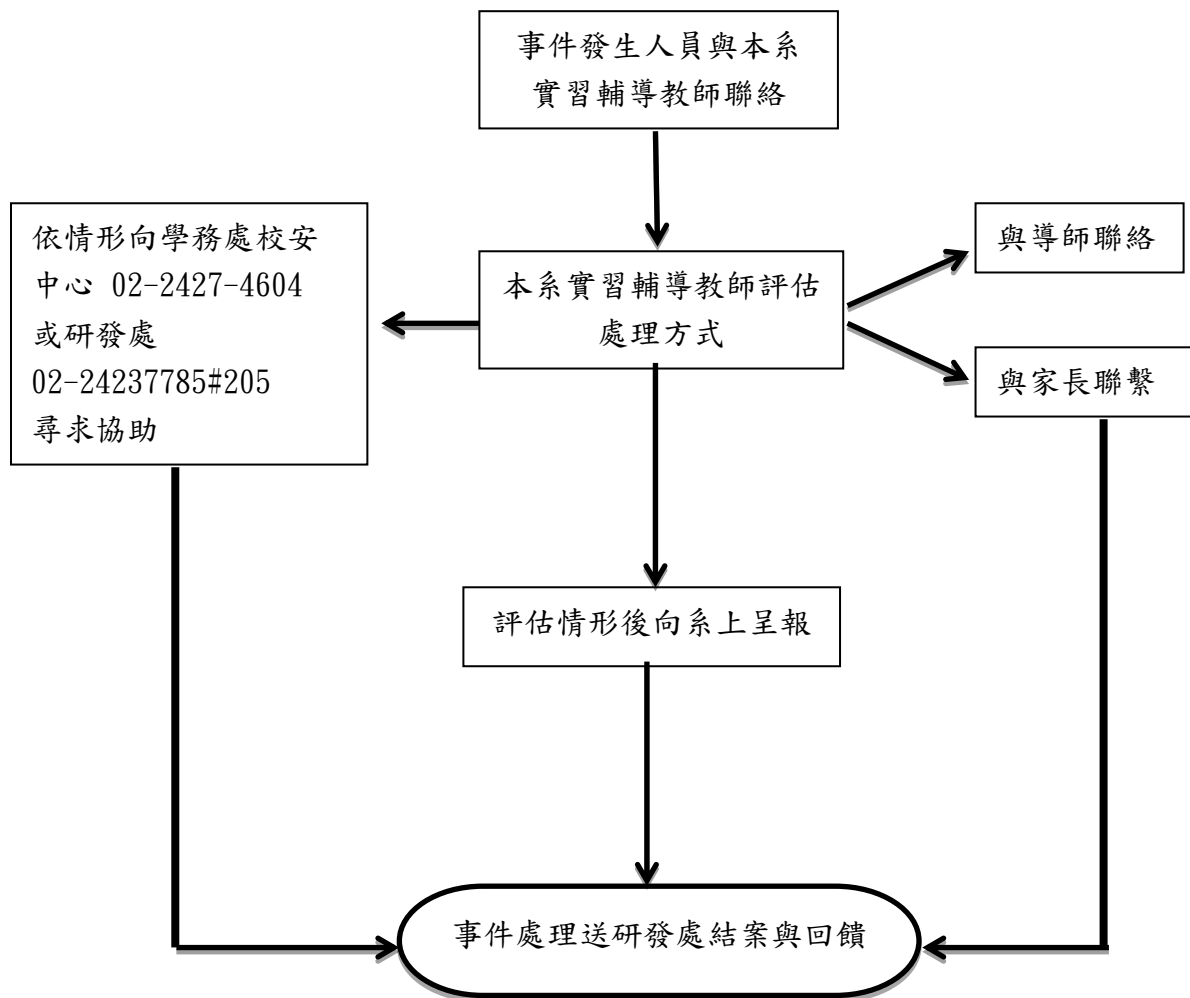 事件發生人員與本系
實習輔導教師聯絡
依情形向學務處校安
中心 02-2427-4604
或研發處
02-24237785#205
尋求協助
本系實習輔導教師評估
處理方式
與導師聯絡
與家長聯繫
評估情形後向系上呈報
事件處理送研發處結案與回饋